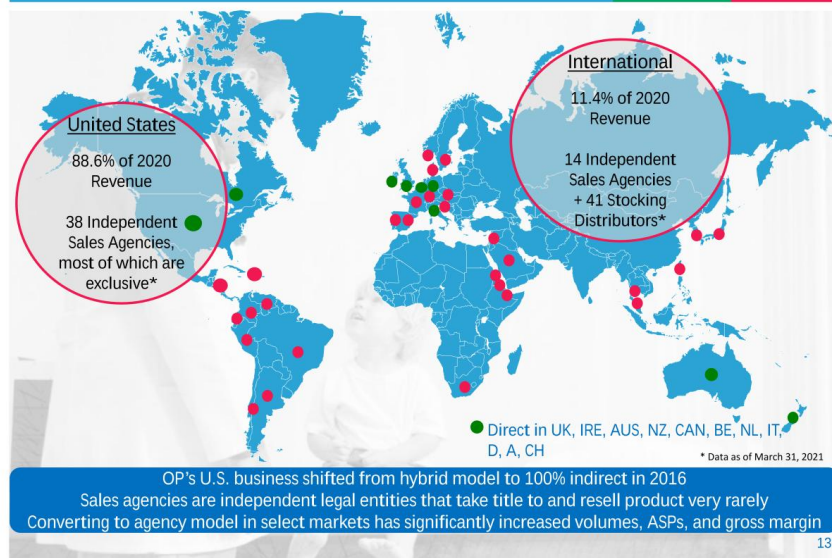 United States
88.6% of 2020
Revenue
38 Independent
Sales Agencies,
most of which are
exclusive*
International
11.4% of 2020
Revenue
14 Independent
Sales Agencies
+ 41 Stocking
Distributors*
Direct in UK, IRE, AUS, NZ, CAN, BE, NL, IT,
D, A, CH
* Data as of March 31, 2021
OP's U.S. business shifted from hybrid model to 100% indirect in 2016
Sales agencies are independent legal entities that take title to and resell product very rarely
Converting to agency model in select markets has significantly increased volumes, ASPs, and gross margin
13